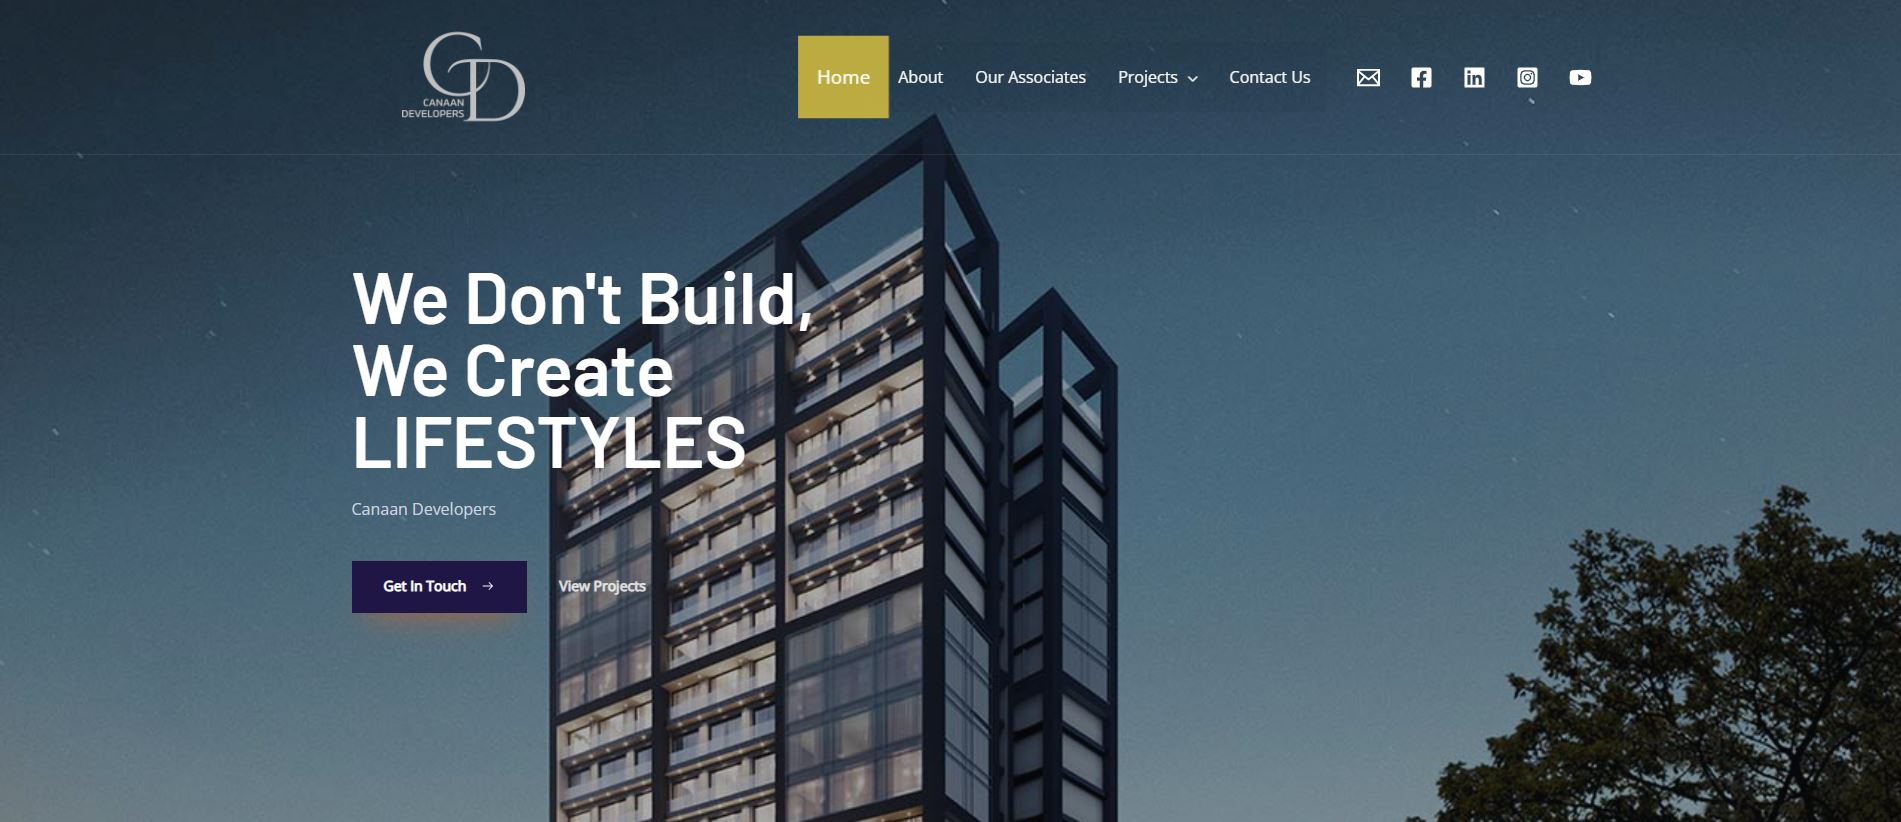 CANAAN
DEVELOPERS
Home
About
Our Associates
Projects
Contact Us
We Don't Build,
We Create
LIFESTYLES
Canaan Developers
Get In Touch
View Projects